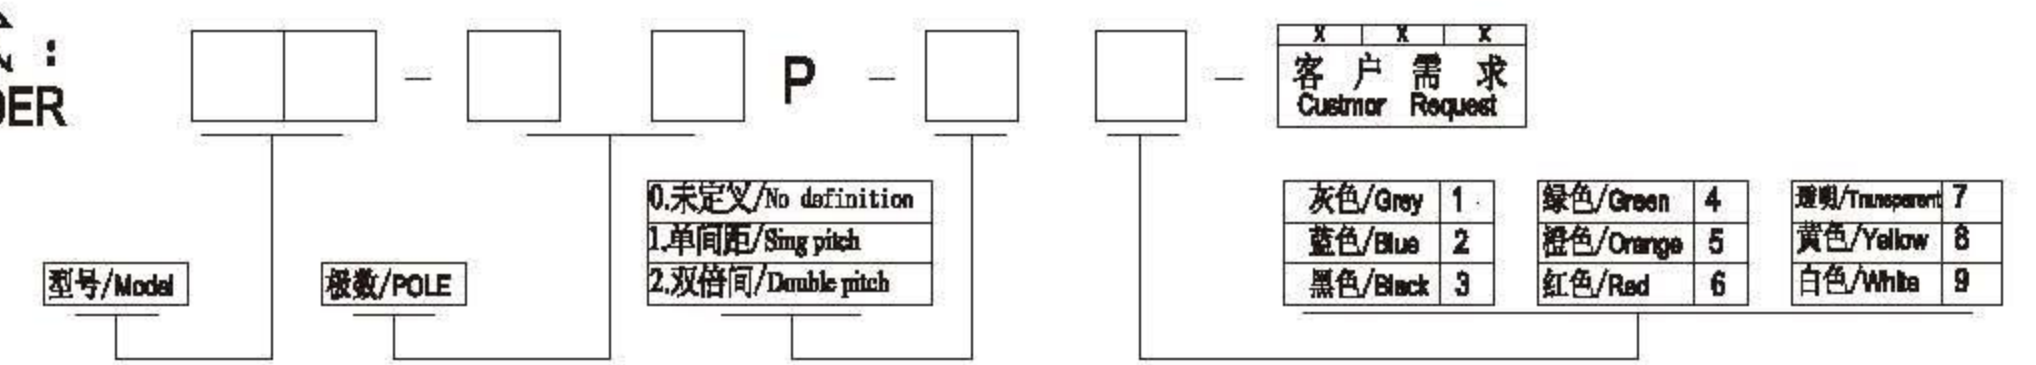 DER
P
X X X
客户需求
Custmor Request
0.未定义/No dafinition
1.单间距/Sing pitch
2.双倍间/Double pitch
型号/Model
极数/POLE
灰色/Grey 1
蓝色/Blue 2
黑色/Black 3
绿色/Green 4
橙色/Orange 5
红色/Red 6
透明/Transparent 7
黄色/Yellow 8
白色/White 9